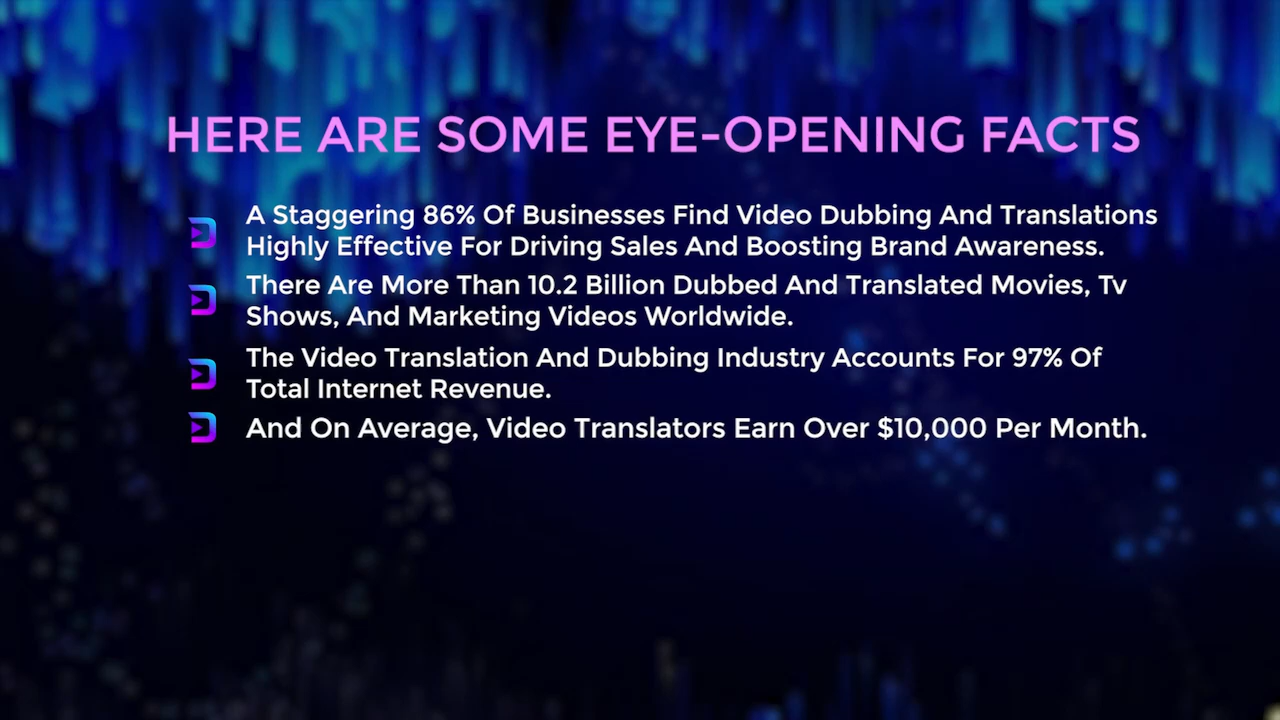 HERE ARE SOME EYE-OPENING FACTS
A Staggering 86% Of Businesses Find Video Dubbing And Translations
Highly Effective For Driving Sales And Boosting Brand Awareness.
There Are More Than 10.2 Billion Dubbed And Translated Movies, Tv
Shows, And Marketing Videos Worldwide.
The Video Translation And Dubbing Industry Accounts For 97% Of
Total Internet Revenue.
And On Average, Video Translators Earn Over $10,000 Per Month.